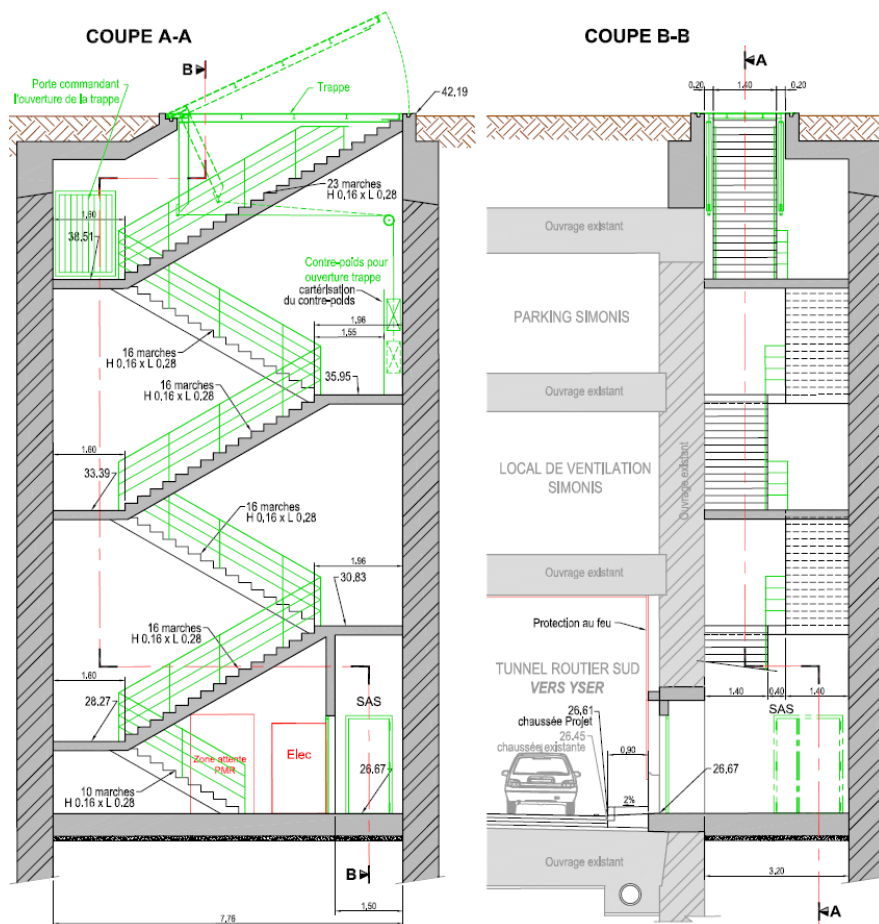 COUPE A-A
B
Porte commandant
l'ouverture de la trappe
Trappe
42.19
23 marches
H 0,16 x L 0,28
1,60
38.51
Contre-poids pour
ouverture trappe
cartérisation
du contre-poids
1,96
1,55
16 marches
H 0,16 x L 0,28
16 marches
H 0,16 x L 0,28
35.95
1,60
33.39
16 marches
H 0,16 x L 0,28
1,96
30.83
16 marches
H 0,16 x L 0,28
1,60
28.27
SAS
Zone attente
PMR
Elec
26.67
10 marches
H 0,16 x L 0.28
B
1,50
7,76
COUPE B-B
A
0,20
1,40
0,20
Ouvrage existant
PARKING SIMONIS
Ouvrage existant
LOCAL DE VENTILATION
SIMONIS
Ouvrage existant
Ouvrage existant
Protection au feu
TUNNEL ROUTIER SUD
VERS YSER
26.61
chaussée Projet
26.45
chaussée existante
0,90
2%
1,40
0,40
1,40
SAS
26.67
Ouvrage existant
3,20
A